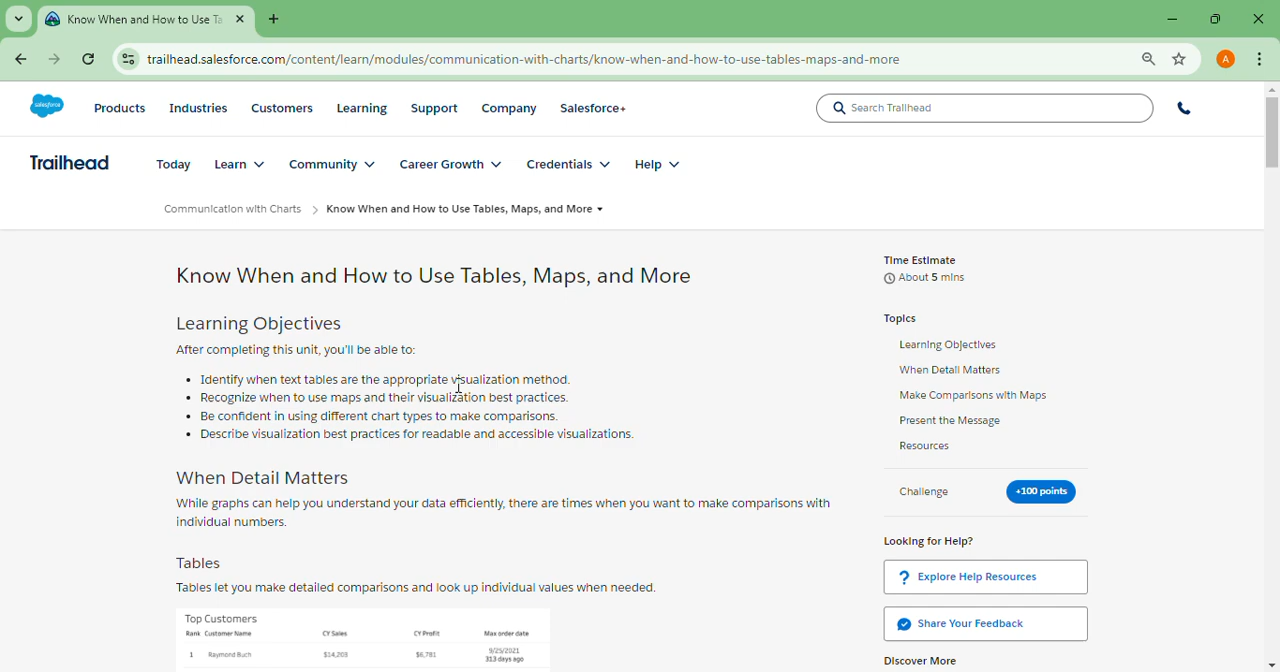 Know When and How to Use Ta
trailhead.salesforce.com/content/learn/modules/communication-with-charts/know-when-and-how-to-use-tables-maps-and-more
A
salesforce
Products Industries Customers Learning Support Company Salesforce+
Search Trailhead
Trailhead
Today Learn Community Career Growth Credentials Help
Communication with Charts
Know When and How to Use Tables, Maps, and More
Know When and How to Use Tables, Maps, and More
Learning Objectives
After completing this unit, you'll be able to:
• Identify when text tables are the appropriate visualization method.
• Recognize when to use maps and their visualization best practices.
• Be confident in using different chart types to make comparisons.
• Describe visualization best practices for readable and accessible visualizations.
When Detail Matters
While graphs can help you understand your data efficiently, there are times when you want to make comparisons with
individual numbers.
Tables
Tables let you make detailed comparisons and look up individual values when needed.
Top Customers
Rank Customer Name CY Sales CY Profit Max order date
1 Raymond Buch $14,203 $6,781 9/25/2021
313 days ago
Time Estimate
About 5 mins
Topics
Learning Objectives
When Detail Matters
Make Comparisons with Maps
Present the Message
Resources
Challenge +100 points
Looking for Help?
Explore Help Resources
Share Your Feedback
Discover More